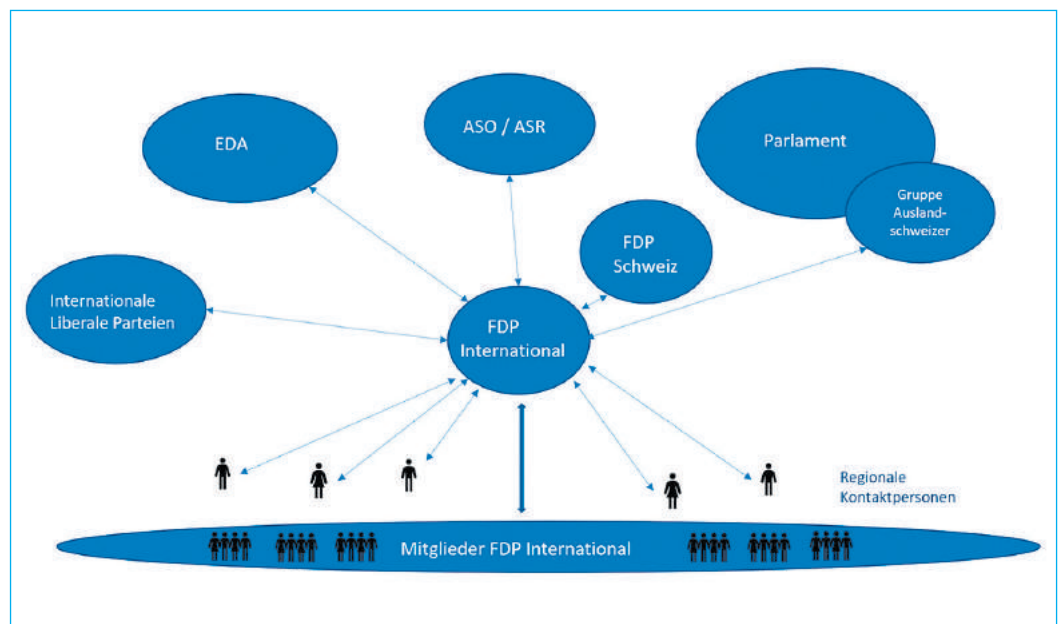 EDA
ASO / ASR
Parlament
Gruppe
Ausland-
schweizer
FDP
Schweiz
Internationale
Liberale Parteien
FDP
International
Regionale
Kontaktpersonen
Mitglieder FDP International